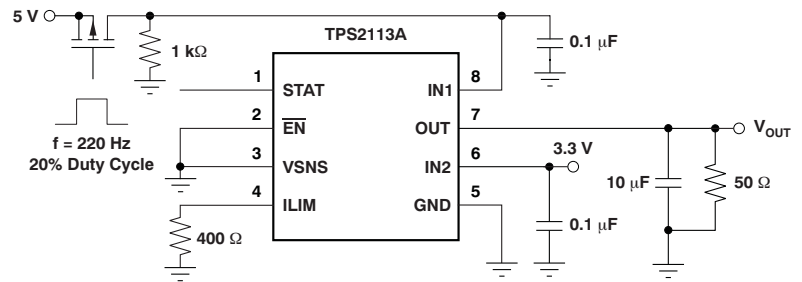 5 V
TPS2113A
1 kΩ
0.1 µF
1 STAT IN1 8
2 EN OUT 7
VOUT
f = 220 Hz
20% Duty Cycle
3 VSNS IN2 6
3.3 V
10 µF
50 Ω
4 ILIM GND 5
400 Ω
0.1 µF